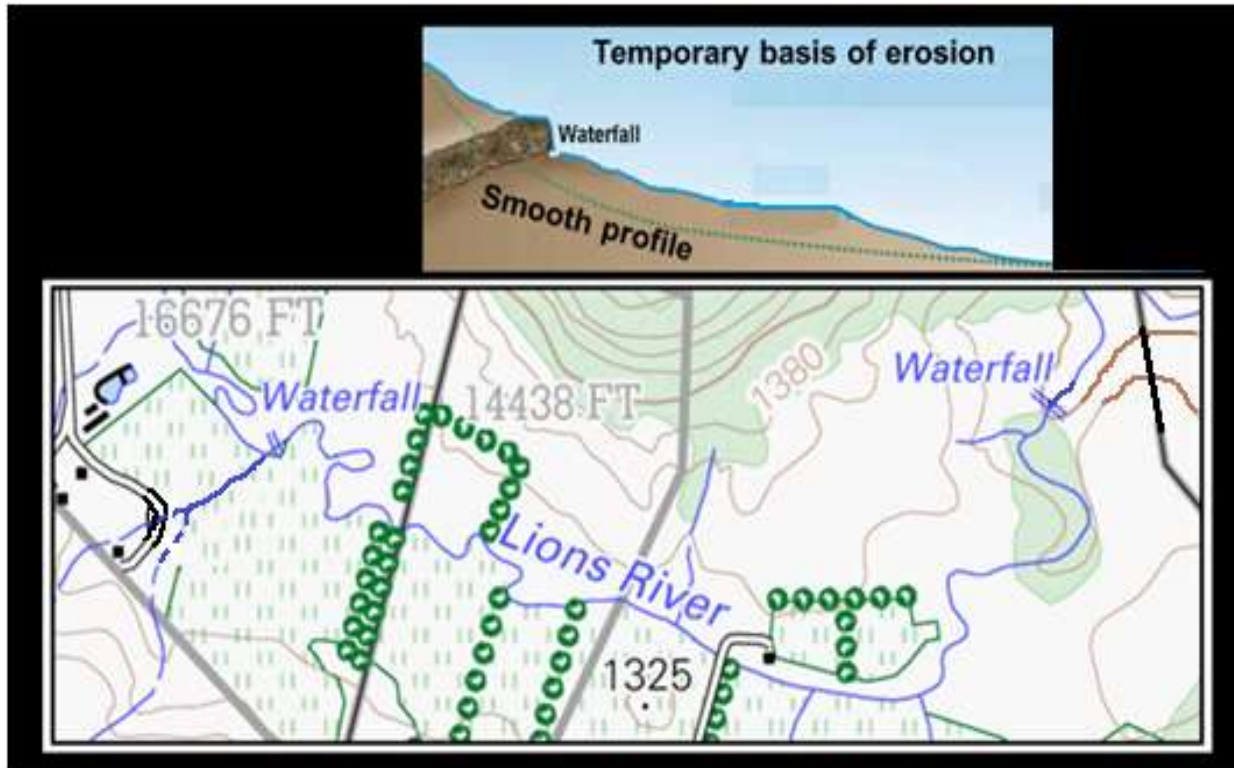 Temporary basis of erosion
Waterfall
Smooth profile
16676 FT
Waterfall
14438 FT
1380
Waterfall
Lions River
1325